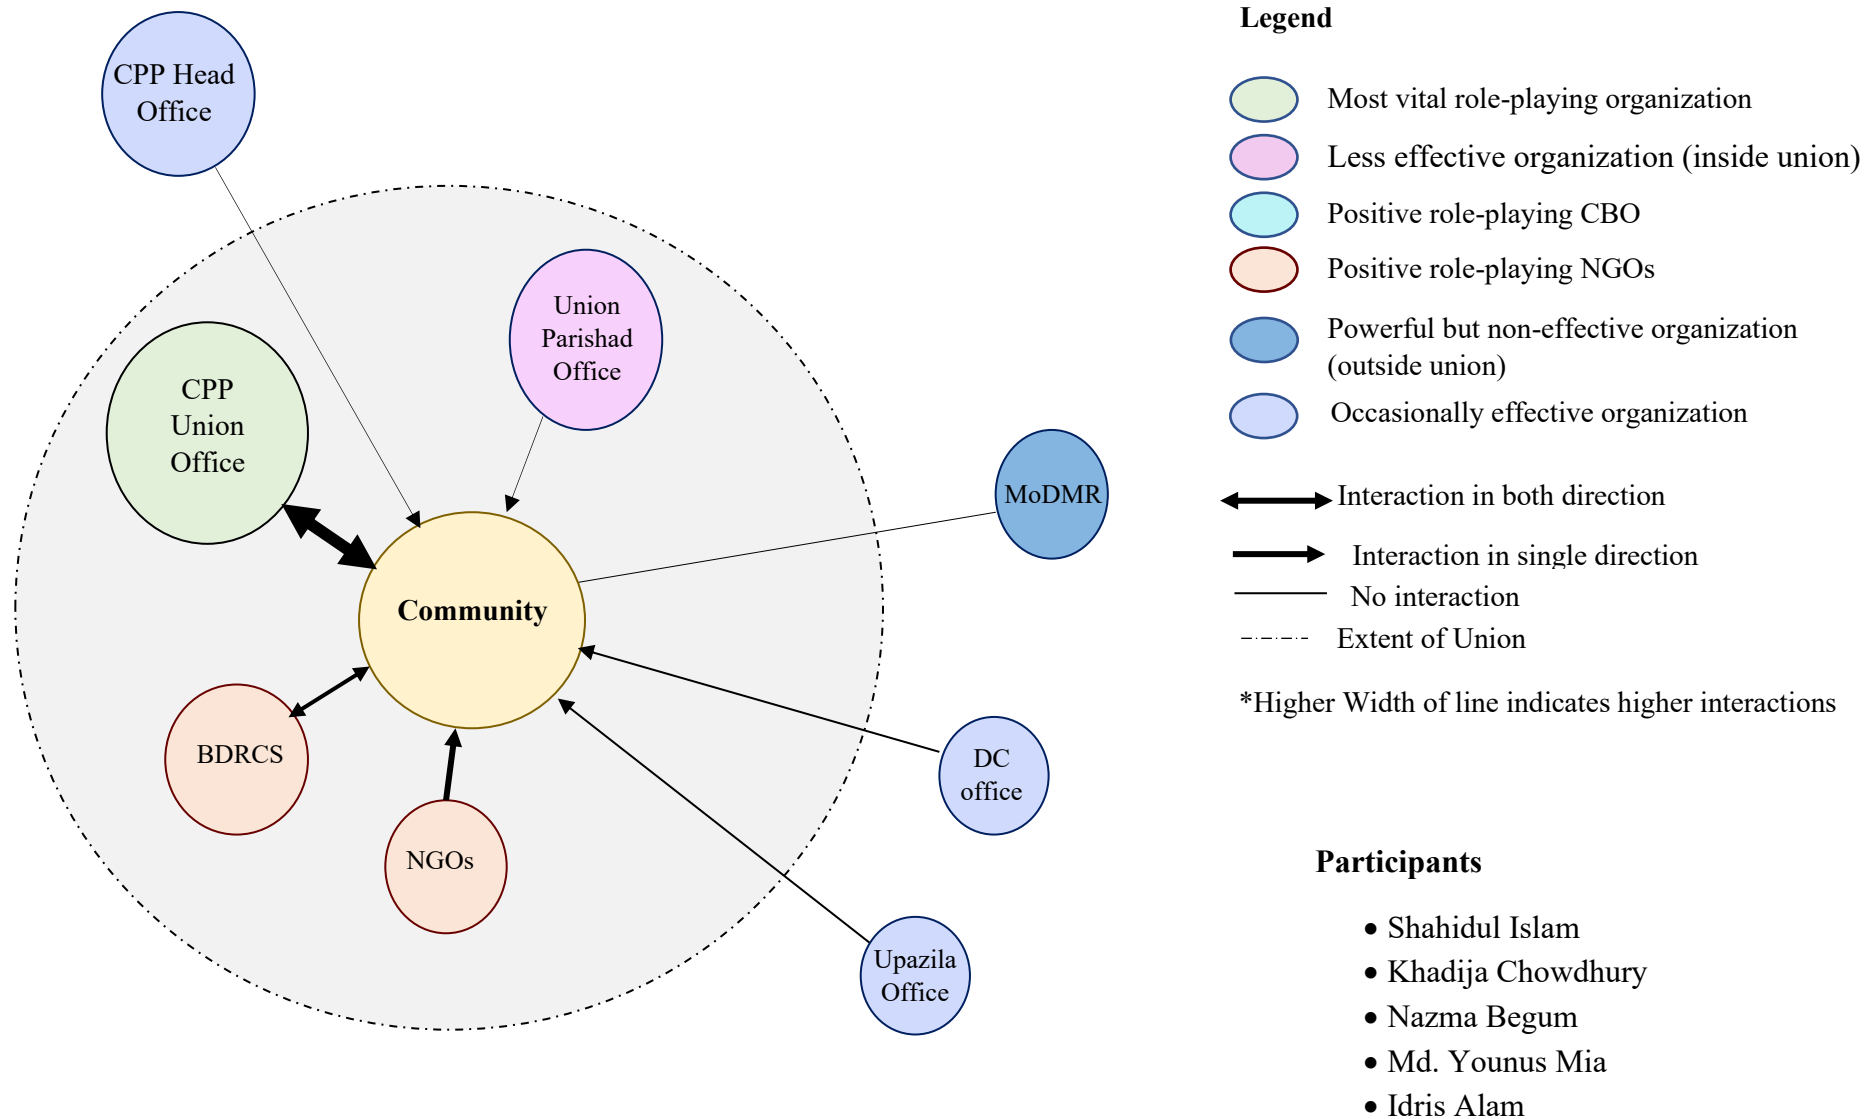 CPP Head
Office
Union
Parishad
Office
CPP
Union
Office
MoDMR
Community
BDRCS
NGOs
DC
office
Upazila
Office
Legend
Most vital role-playing organization
Less effective organization (inside union)
Positive role-playing CBO
Positive role-playing NGOs
Powerful but non-effective organization
(outside union)
Occasionally effective organization
Interaction in both direction
Interaction in single direction
No interaction
Extent of Union
*Higher Width of line indicates higher interactions
Participants
• Shahidul Islam
• Khadija Chowdhury
• Nazma Begum
• Md. Younus Mia
• Idris Alam